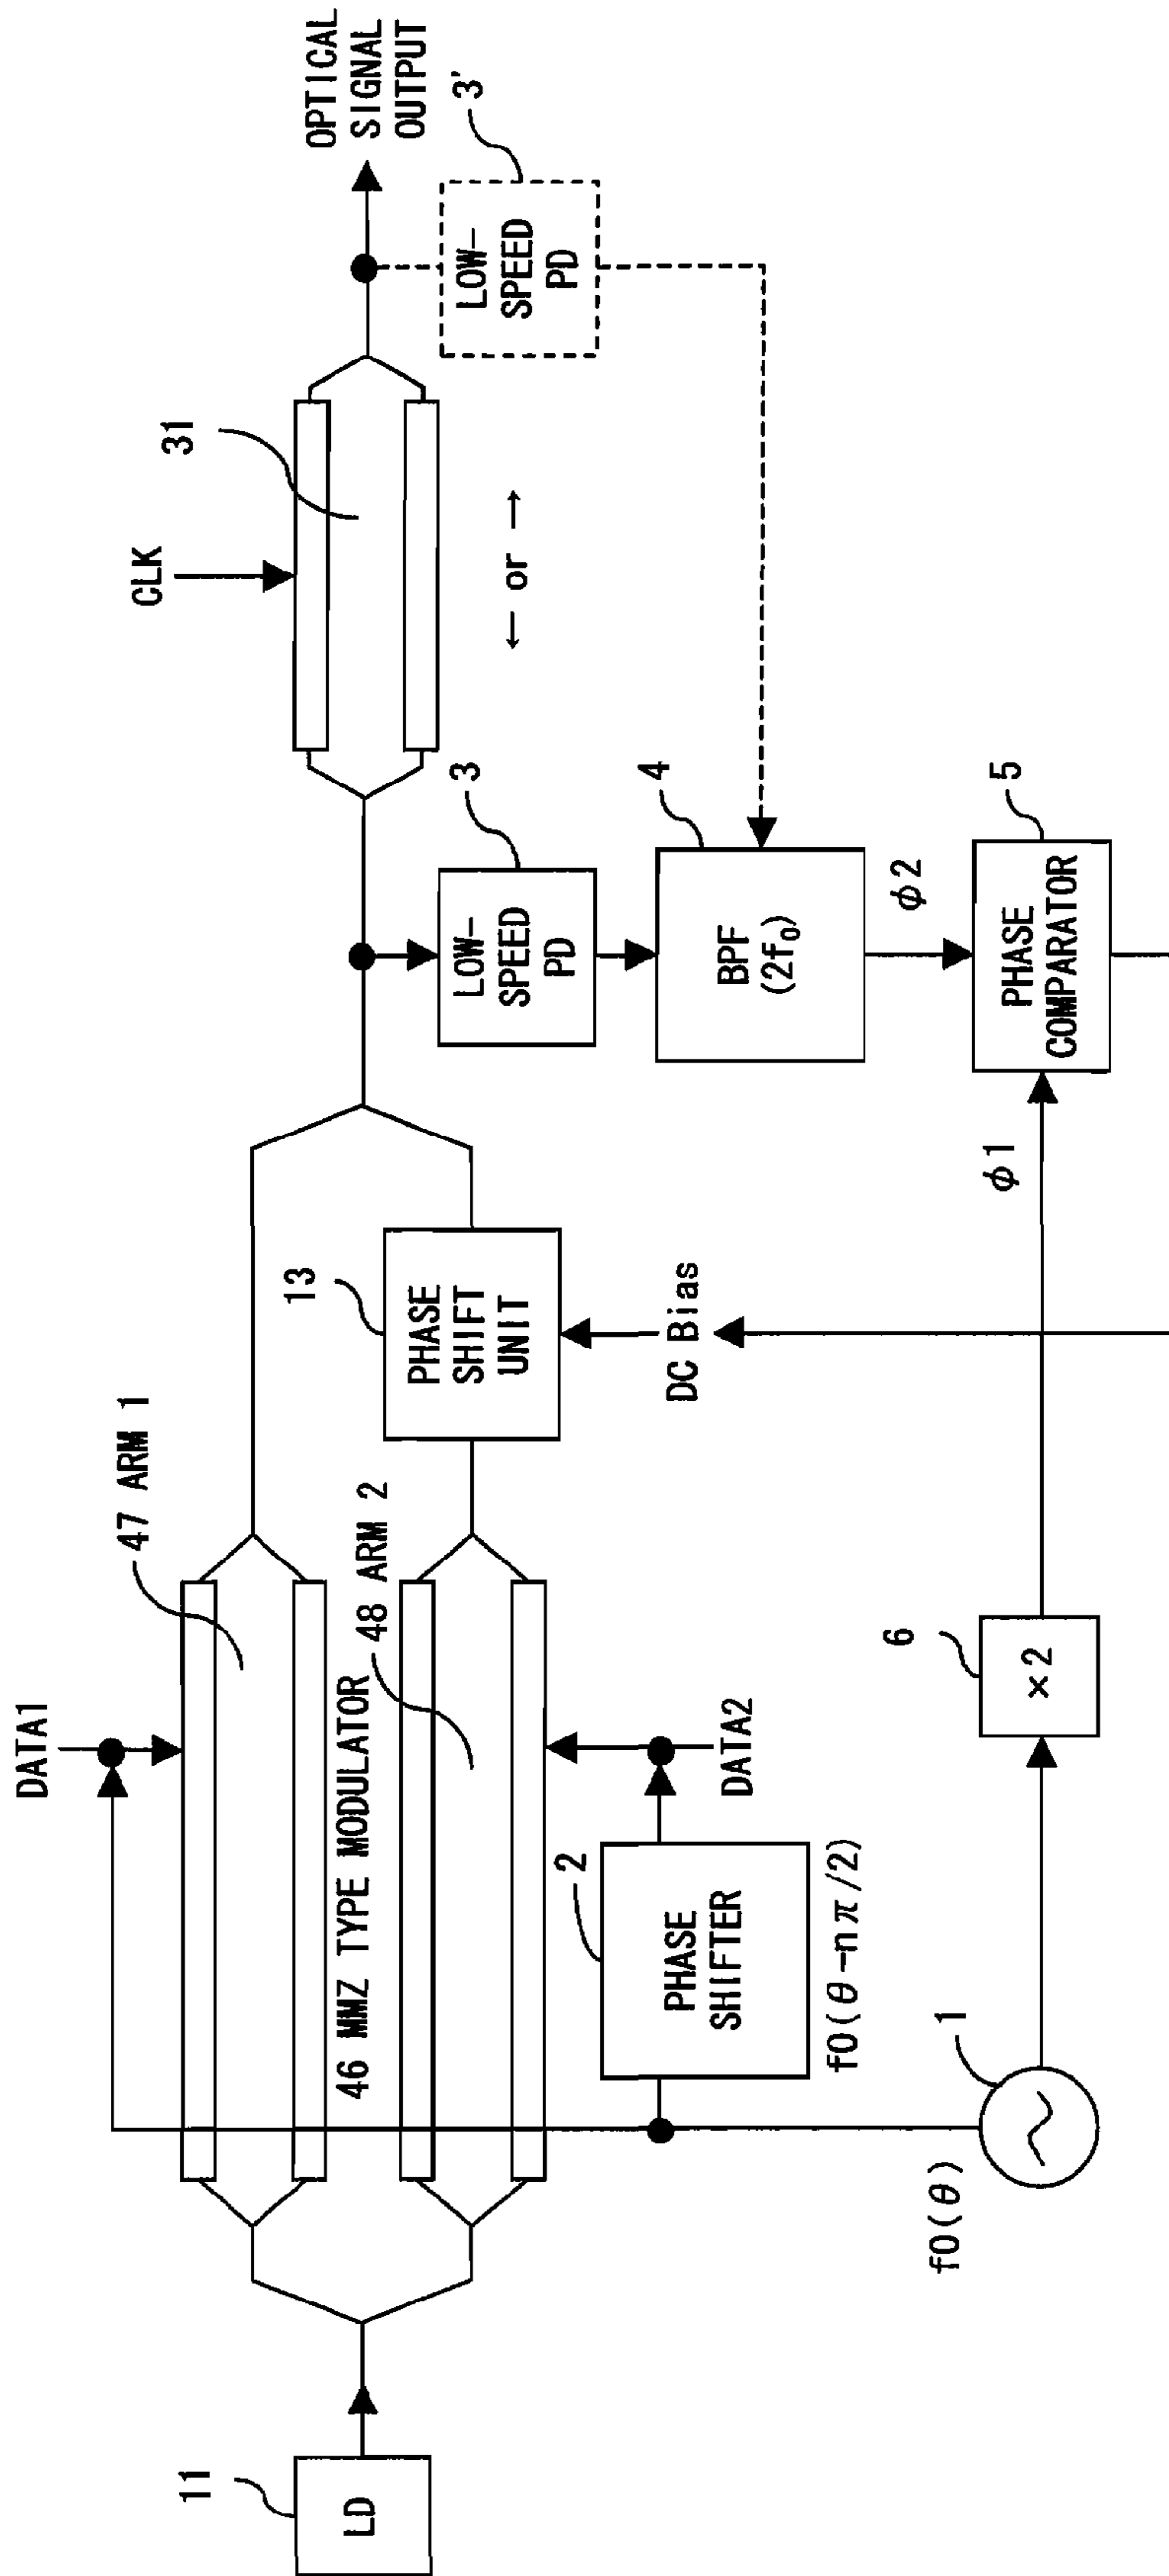 11
LD
DATA1
47 ARM 1
46 MMZ TYPE MODULATOR
48 ARM 2
2
PHASE
SHIFTER
DATA2
f0(θ-nπ/2)
f0(θ)
1
6
×2
13
PHASE
SHIFT
UNIT
DC Bias
φ1
3
LOW-
SPEED
PD
4
BPF
(2f₀)
φ2
5
PHASE
COMPARATOR
CLK
31
← or →
3'
LOW-
SPEED
PD
OPTICAL
SIGNAL
OUTPUT